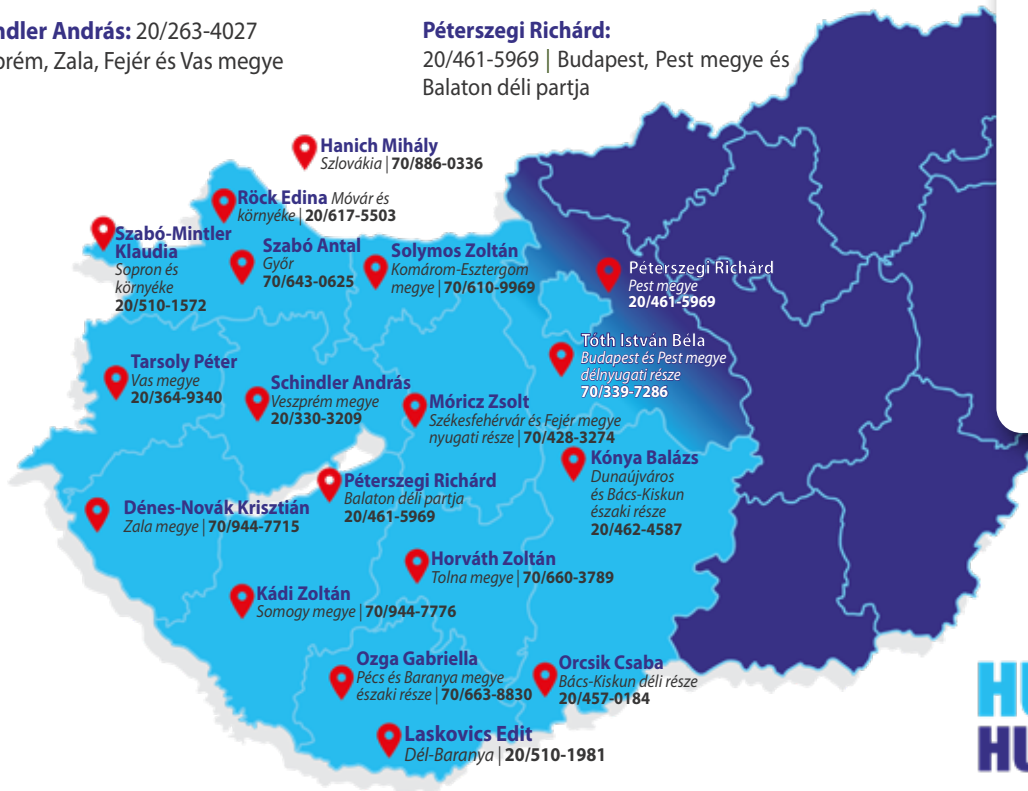 ndler András: 20/263-4027
prém, Zala, Fejér és Vas megye
Péterszegi Richárd:
20/461-5969 | Budapest, Pest megye és
Balaton déli partja
Hanich Mihály
Szlovákia | 70/886-0336
Röck Edina Móvár és
környéke | 20/617-5503
Szabó-Mintler
Klaudia
Sopron és
környéke
20/510-1572
Szabó Antal
Győr
70/643-0625
Solymos Zoltán
Komárom-Esztergom
megye | 70/610-9969
Péterszegi Richárd
Pest megye
20/461-5969
Tóth István Béla
Budapest és Pest megye
délnyugati része
70/339-7286
Tarsoly Péter
Vas megye
20/364-9340
Schindler András
Veszprém megye
20/330-3209
Móricz Zsolt
Székesfehérvár és Fejér megye
nyugati része | 70/428-3274
Kónya Balázs
Dunaújváros
és Bács-Kiskun
északi része
20/462-4587
Péterszegi Richárd
Balaton déli partja
20/461-5969
Dénes-Novák Krisztián
Zala megye | 70/944-7715
Horváth Zoltán
Tolna megye | 70/660-3789
Kádi Zoltán
Somogy megye | 70/944-7776
Ozga Gabriella
Pécs és Baranya megye
északi része | 70/663-8830
Orcsik Csaba
Bács-Kiskun déli része
20/457-0184
Laskovics Edit
Dél-Baranya | 20/510-1981